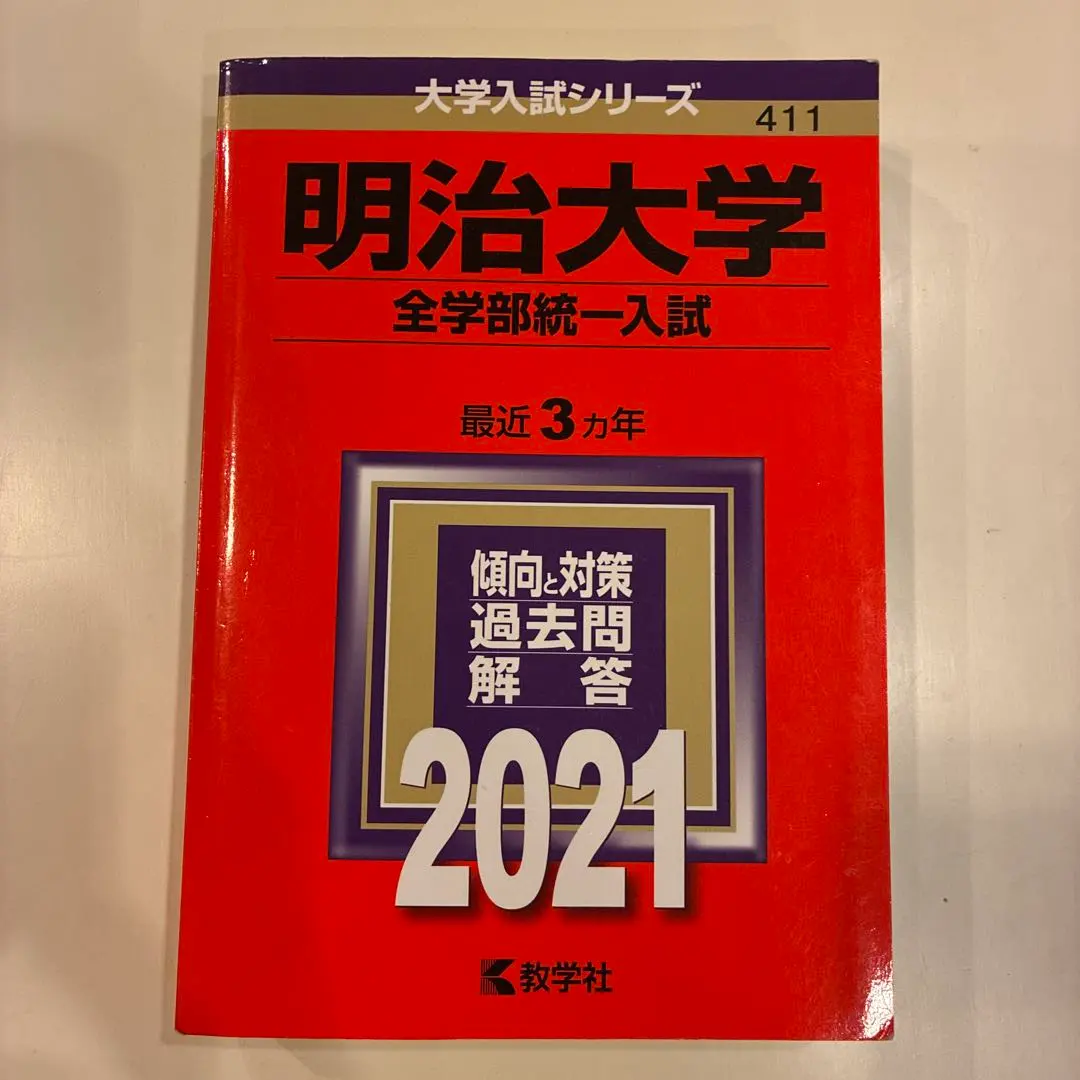 大学入試シリーズ
411
明治大学
全学部統一入試
最近3カ年
傾向と対策
過去問
解答
2021
教学社